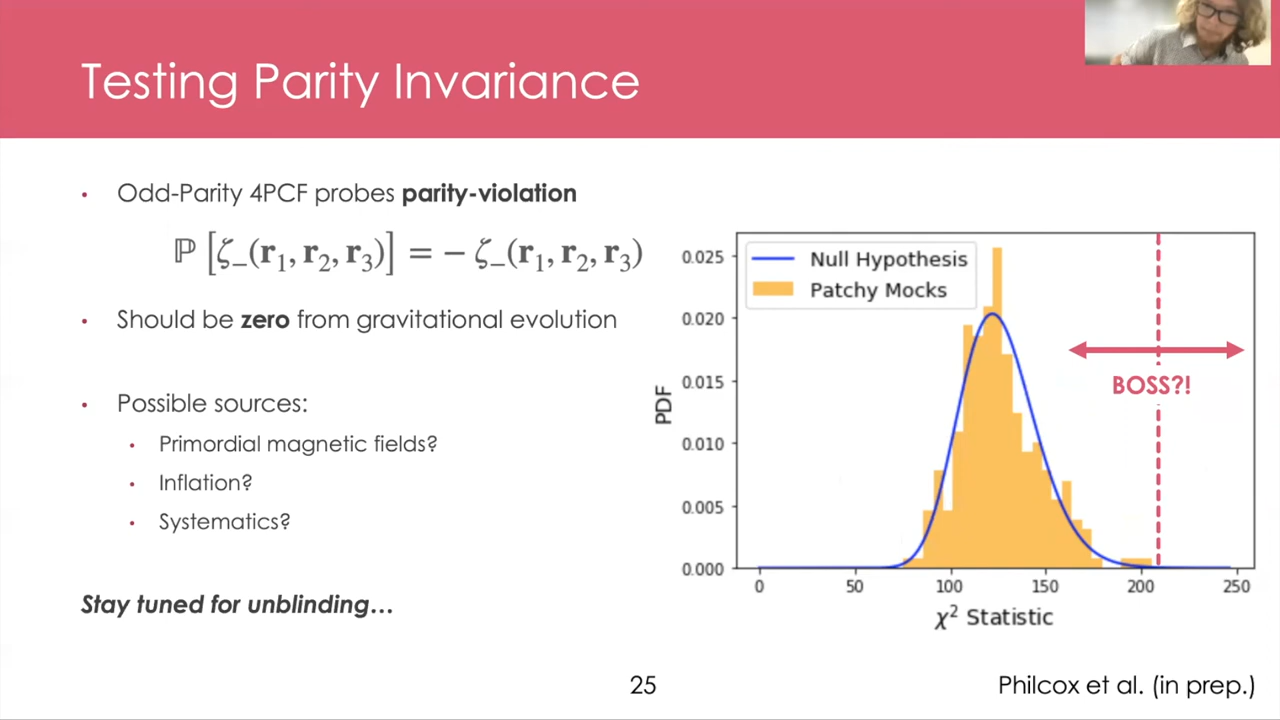 Testing Parity Invariance
• Odd-Parity 4PCF probes parity-violation
ℙ [ζ₋(r₁, r₂, r₃)] = − ζ₋(r₁, r₂, r₃)
• Should be zero from gravitational evolution
• Possible sources:
• Primordial magnetic fields?
• Inflation?
• Systematics?
Stay tuned for unblinding…
Null Hypothesis
Patchy Mocks
BOSS?!
PDF
0.025
0.020
0.015
0.010
0.005
0.000
0 50 100 150 200 250
χ² Statistic
25
Philcox et al. (in prep.)